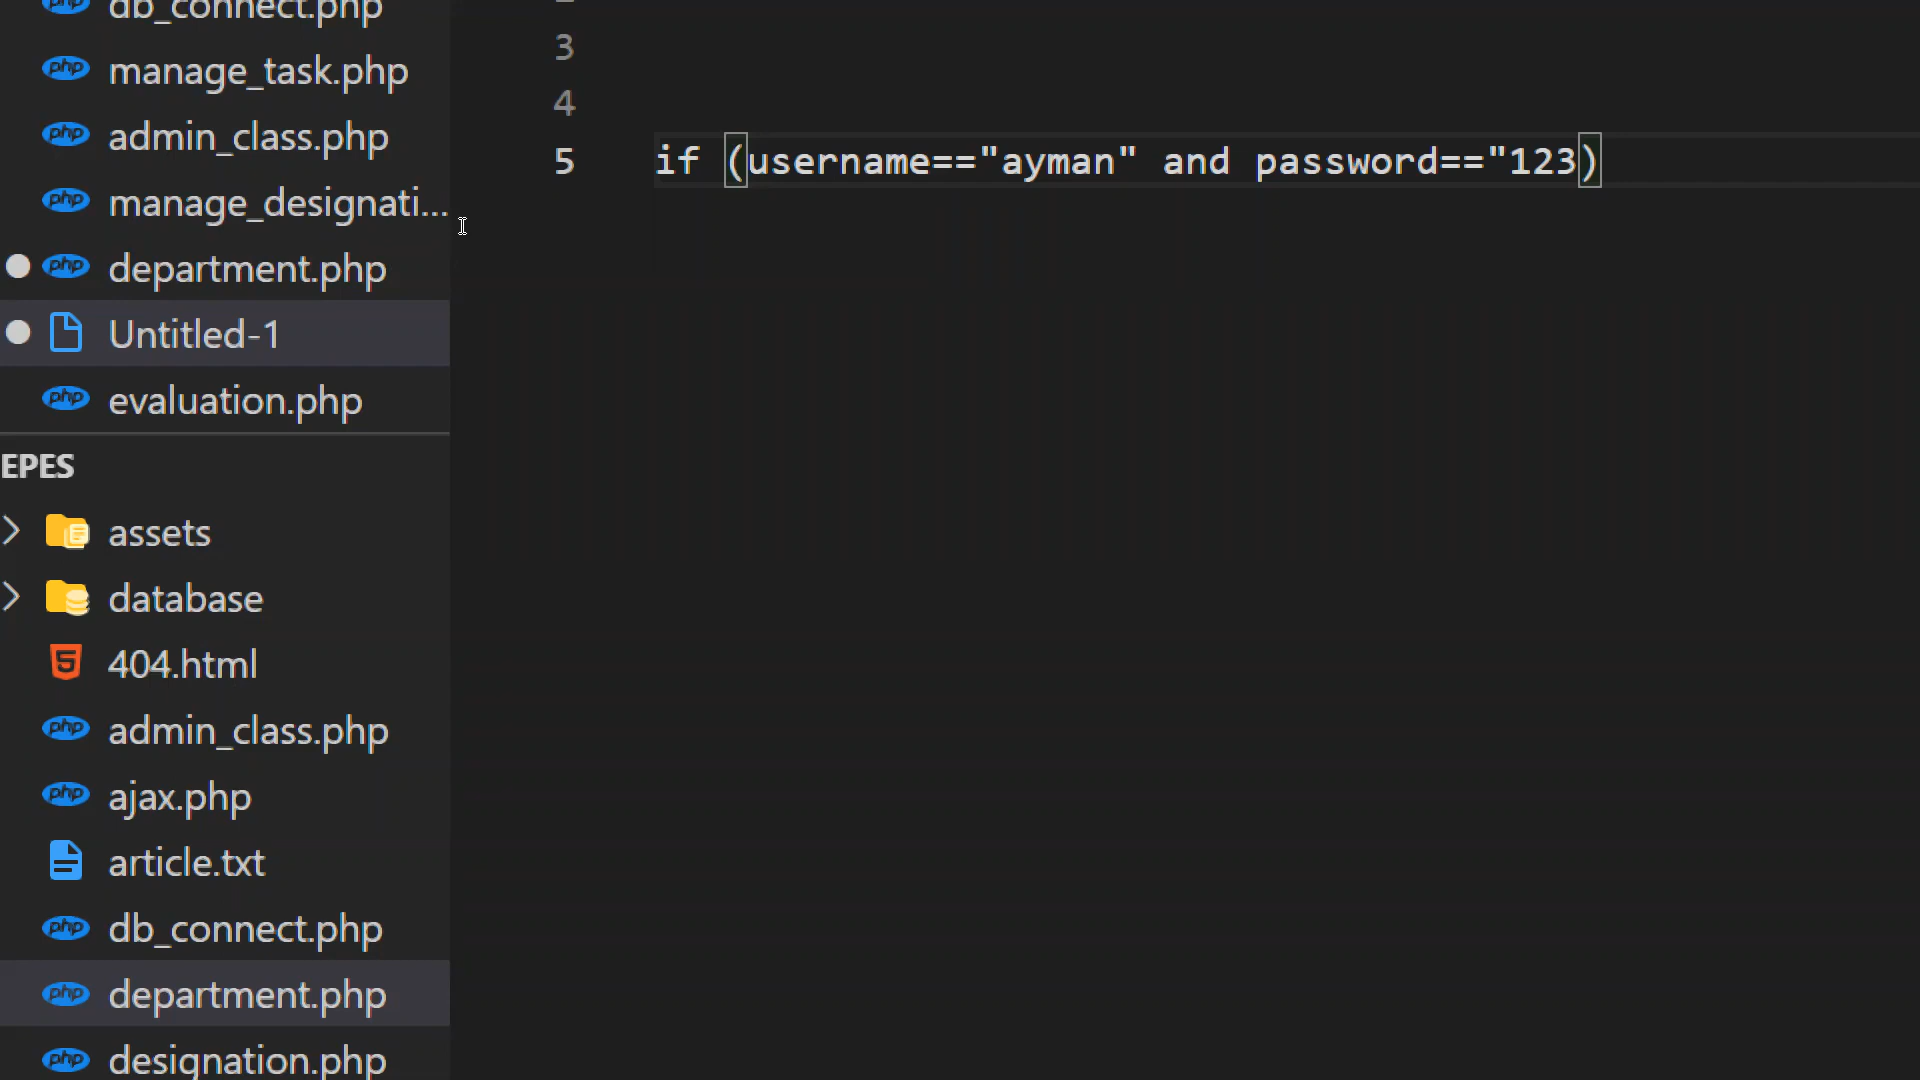 db_connect.php
manage_task.php
admin_class.php
manage_designati...
department.php
Untitled-1
evaluation.php
EPES
assets
database
404.html
admin_class.php
ajax.php
article.txt
db_connect.php
department.php
designation.php
3
4
5 if (username=="ayman" and password=="123)